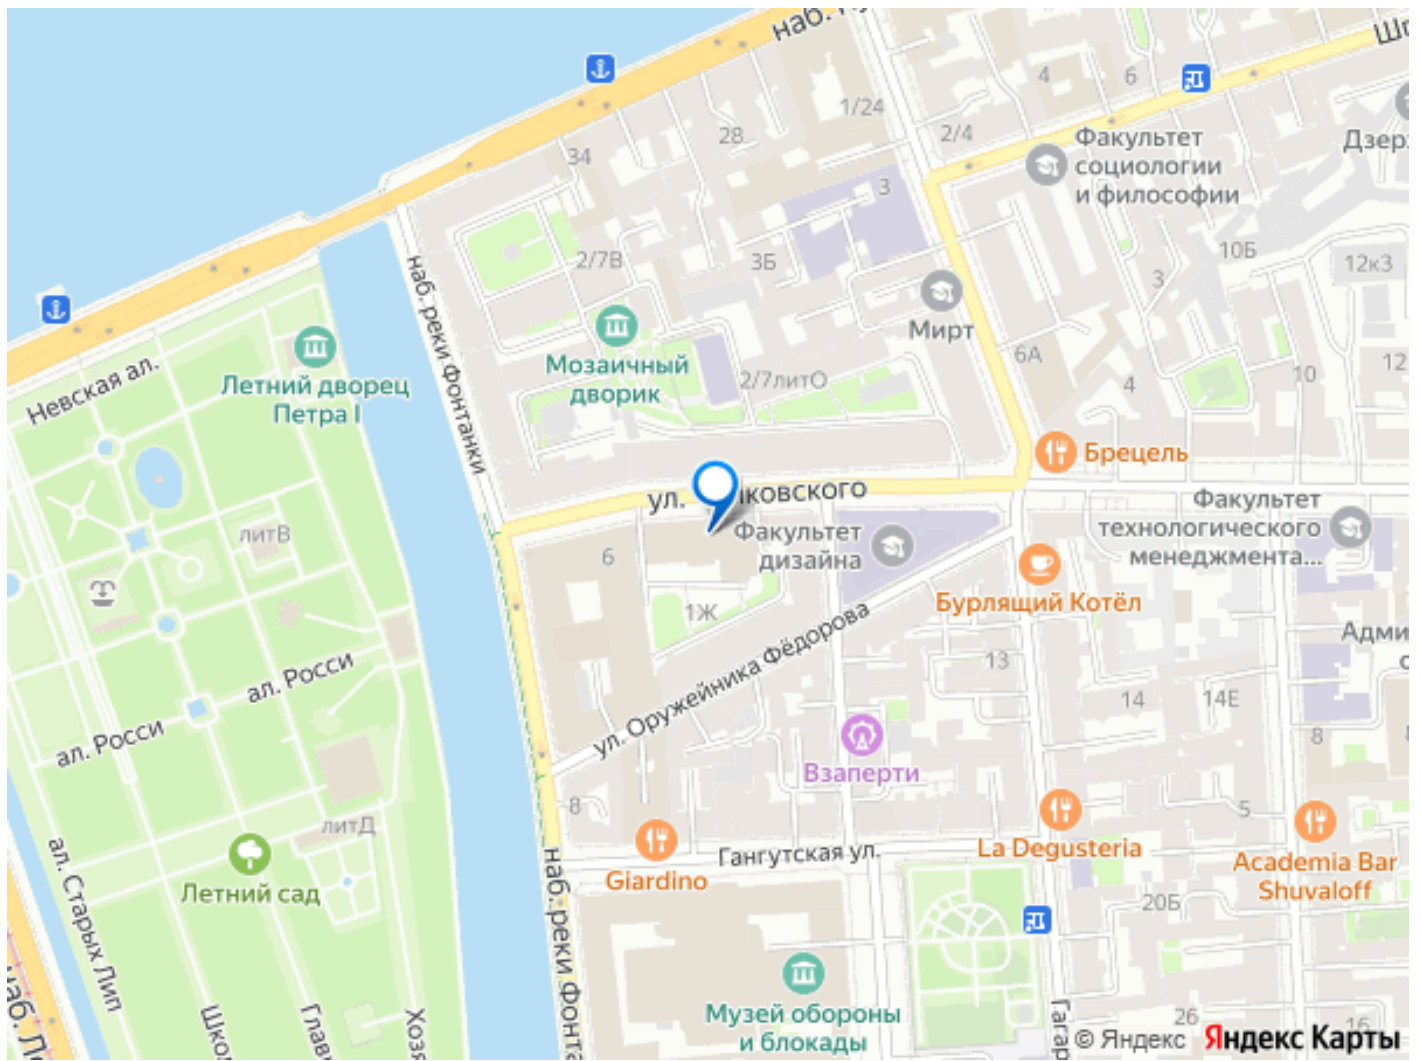 наб.
34
28
1/24
4
6
2/4
Факультет
социологии
и философии
3
10Б
3
12к3
2/7В
3Б
Мирт
6А
4
10
12
Невская ал.
Летний дворец
Петра I
наб. реки Фонтанки
Мозаичный
дворик
2/7литО
Брецель
ул.
ковского
Факультет
дизайна
Факультет
технологического
менеджмента...
литВ
6
1Ж
Бурлящий Котёл
ул. Оружейника Фёдорова
13
14
14Е
8
ал. Росси
ал. Росси
Взаперти
8
5
литД
Летний сад
Giardino
Гангутская ул.
La Degusteria
Academia Bar
Shuvaloff
20Б
ал. Старых Лип
наб. реки
Музей обороны
и блокады
26
16
© Яндекс
Яндекс Карты